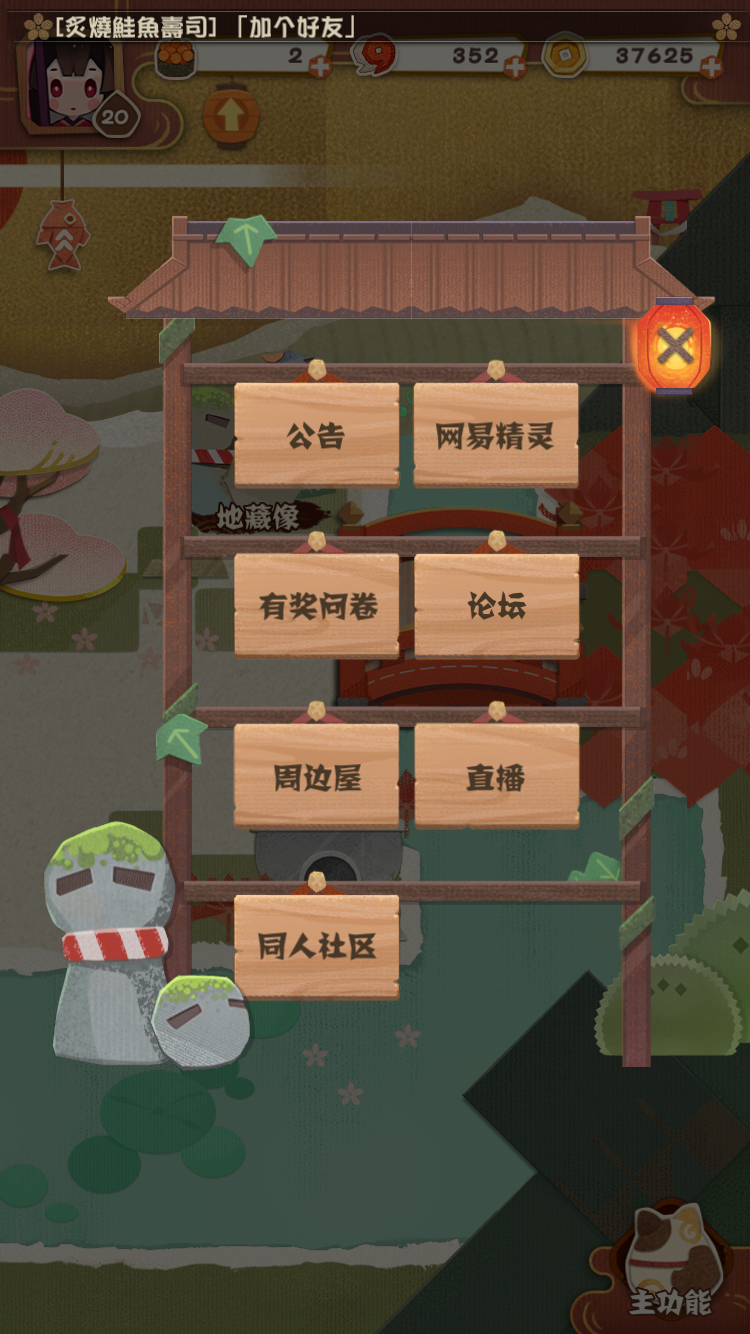 [炙燒鮭魚壽司]「加个好友」
2
352
37625
20
公告
网易精灵
地藏像
有奖问卷
论坛
周边屋
直播
同人社区
主功能